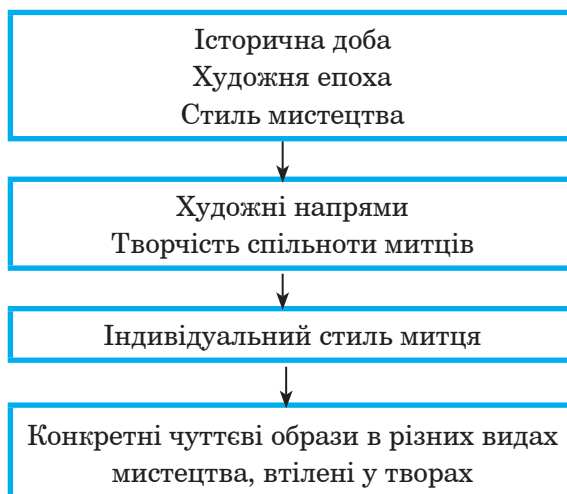 Історична доба
Художня епоха
Стиль мистецтва
Художні напрями
Творчість спільноти митців
Індивідуальний стиль митця
Конкретні чуттєві образи в різних видах
мистецтва, втілені у творах